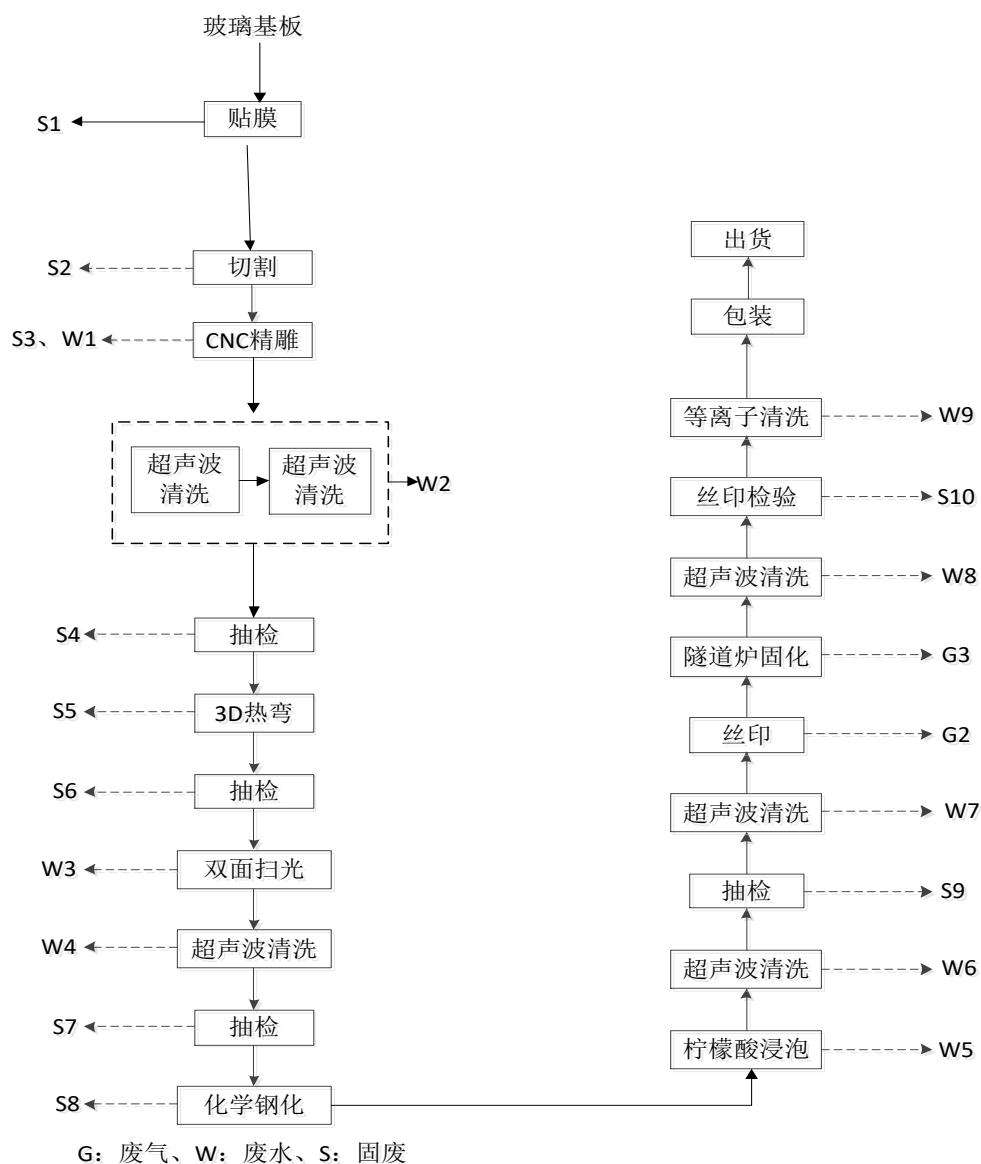 玻璃基板
贴膜
S1
切割
S2
CNC精雕
S3、W1
超声波
清洗
超声波
清洗
W2
抽检
S4
3D热弯
S5
抽检
S6
双面扫光
W3
超声波清洗
W4
抽检
S7
化学钢化
S8
柠檬酸浸泡
W5
超声波清洗
W6
抽检
S9
超声波清洗
W7
丝印
G2
隧道炉固化
G3
超声波清洗
W8
丝印检验
S10
等离子清洗
W9
包装
出货
G：废气、W：废水、S：固废